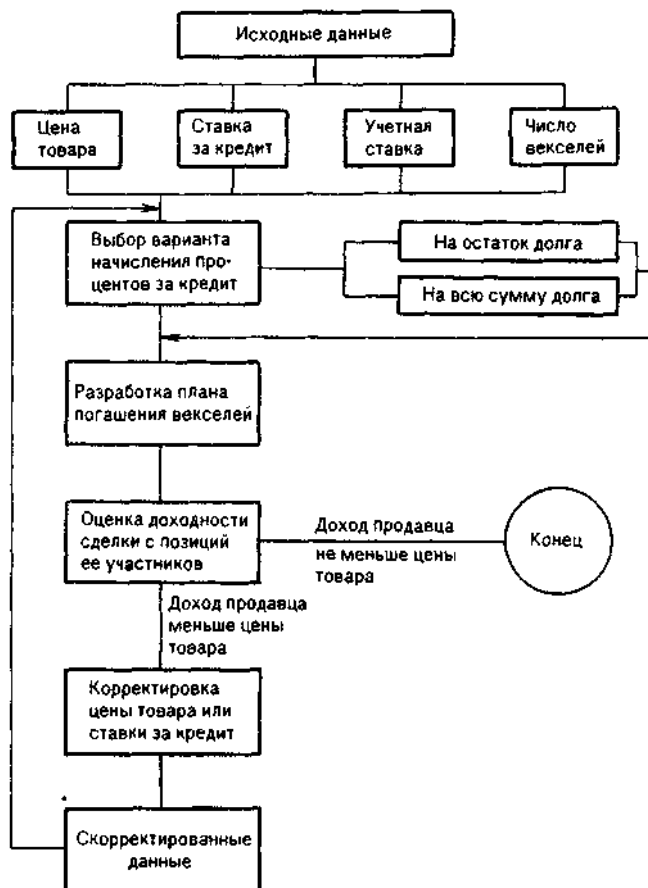 Исходные данные
Цена
товара
Ставка
за кредит
Учетная
ставка
Число
векселей
Выбор варианта
начисления про-
центов за кредит
На остаток долга
На всю сумму долга
Разработка плана
погашения векселей
Оценка доходности
сделки с позиций
ее участников
Доход продавца
не меньше цены
товара
Конец
Доход продавца
меньше цены
товара
Корректировка
цены товара или
ставки за кредит
Скорректированные
данные